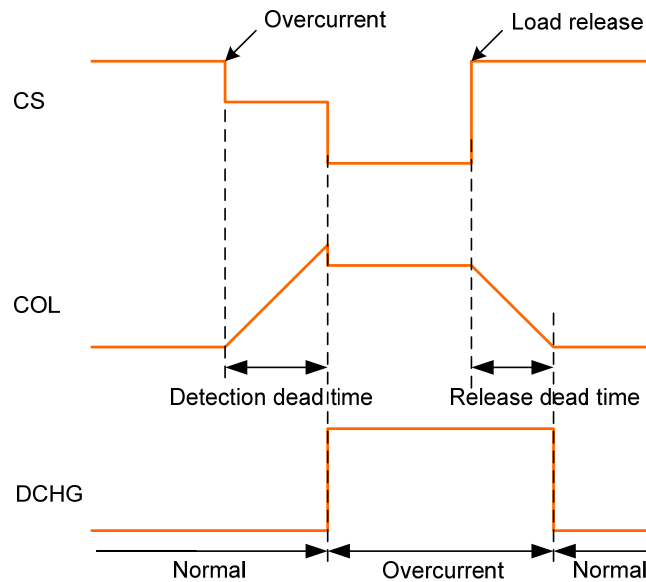 Overcurrent
Load release
CS
COL
Detection dead time
Release dead time
DCHG
Normal
Overcurrent
Normal